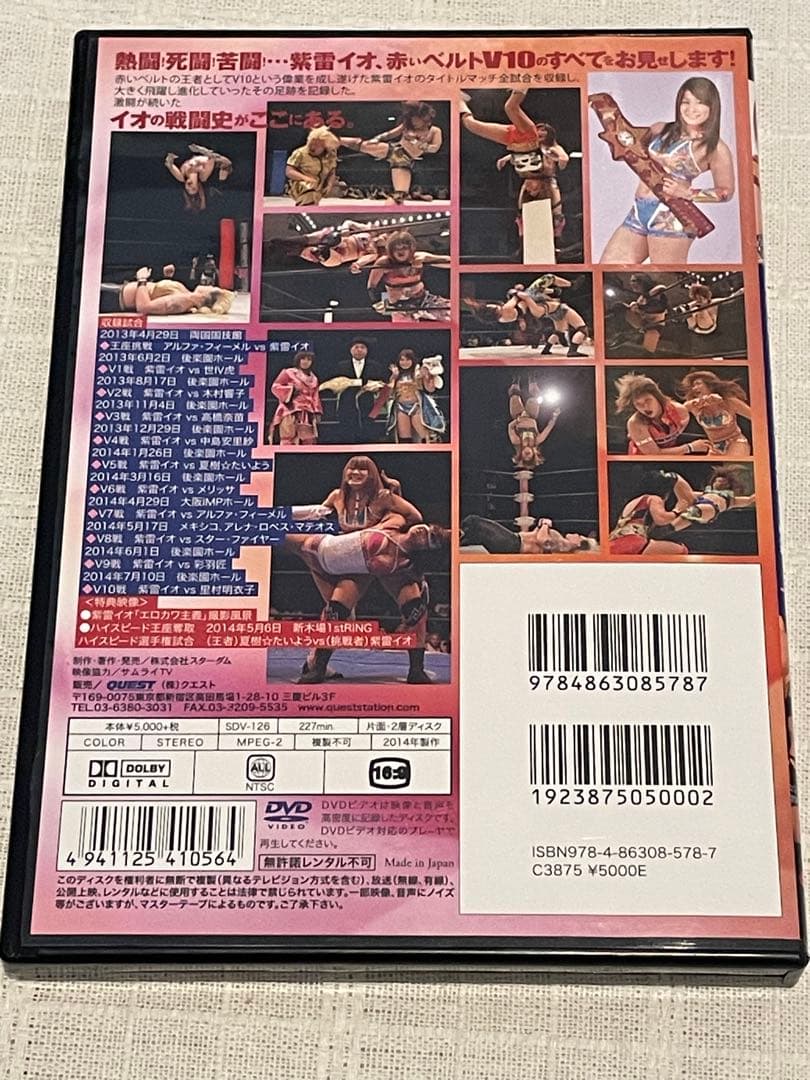 熱闘!死闘!苦闘!…紫雷イオ、赤いベルトV10のすべてをお見せします!
赤いベルトの王者としてV10という偉業を成し遂げた紫雷イオのタイトルマッチ全試合を収録し、
大きく飛躍し進化していったその足跡を記録した。
激闘が続いた
イオの戦闘史がここにある。
収録試合
2013年4月29日 両国国技館
◆王座挑戦 アルファ・フィーメル vs 紫雷イオ
2013年6月2日 後楽園ホール
◆V1戦 紫雷イオ vs 世IV虎
2013年8月17日 後楽園ホール
◆V2戦 紫雷イオ vs 木村響子
2013年11月4日 後楽園ホール
◆V3戦 紫雷イオ vs 高橋奈苗
2013年12月29日 後楽園ホール
◆V4戦 紫雷イオ vs 中島安里紗
2014年1月26日 後楽園ホール
◆V5戦 紫雷イオ vs 夏樹☆たいよう
2014年3月16日 後楽園ホール
◆V6戦 紫雷イオ vs メリッサ
2014年4月29日 大阪IMPホール
◆V7戦 紫雷イオ vs アルファ・フィーメル
2014年5月17日 メキシコ、アレナ・ロペス・マテオス
◆V8戦 紫雷イオ vs スター・ファイヤー
2014年6月1日 後楽園ホール
◆V9戦 紫雷イオ vs 彩羽匠
2014年7月10日 後楽園ホール
◆V10戦 紫雷イオ vs 里村明衣子
<特典映像>
●紫雷イオ「エロカワ主義」撮影風景
●ハイスピード王座奪取 2014年5月6日 新木場1stRING
ハイスピード選手権試合 (王者)夏樹☆たいようvs(挑戦者)紫雷イオ
制作・著作・発売/株式会社スターダム
映像協力/サムライTV
販売/QUEST (株)クエスト
〒169-0075東京都新宿区高田馬場1-28-10 三慶ビル3F
TEL.03-6380-3031 FAX.03-3209-5535 www.queststation.com
本体¥5,000+税 SDV-126 227min. 片面・2層ディスク
COLOR STEREO MPEG-2 複製不可 2014年製作
DOLBY
DIGITAL
ALL
NTSC
16:9
4 941125 410564
DVD
VIDEO
DVDビデオは映像と音声を
高密度に記録したディスクです。
DVDビデオ対応のプレーヤーで
再生してください。
無許諾レンタル不可 Made in Japan
このディスクを権利者に無断で複製(異なるテレビジョン方式を含む)、放送(無線、有線)、
公開上映、レンタルなどに使用することは法律で禁じられています。一部映像、音声にノイズ
等がございますが、マスターテープによるものです。ご了承下さい。
9784863085787
1923875050002
ISBN978-4-86308-578-7
C3875 ¥5000E